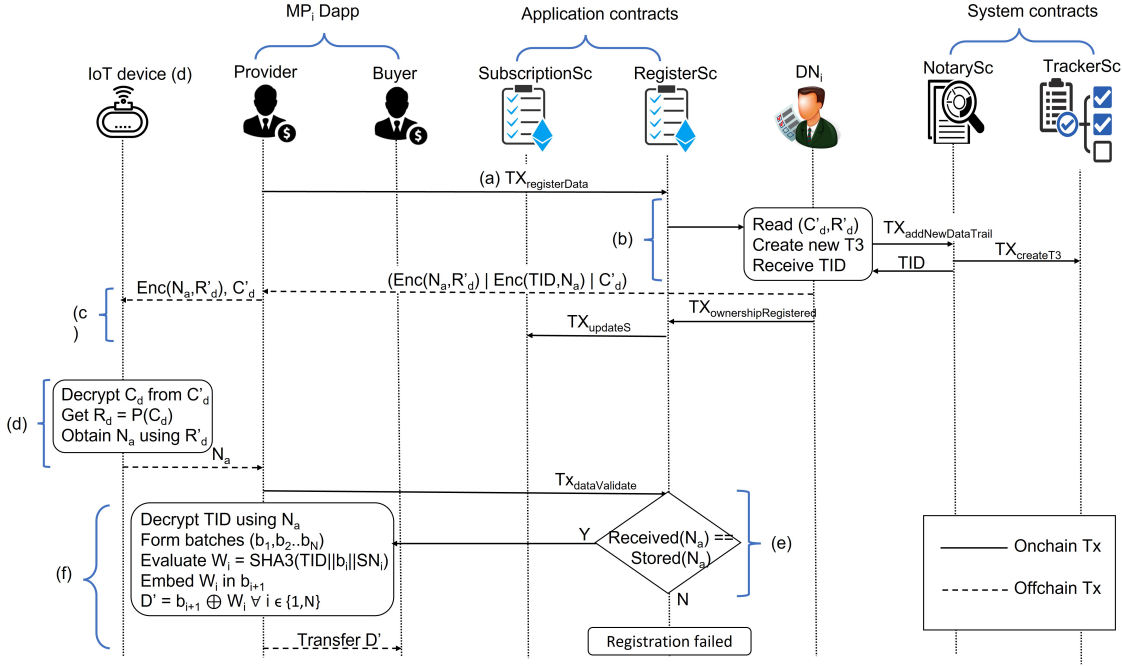 MPi Dapp
Application contracts
System contracts
IoT device (d)
Provider
Buyer
SubscriptionSc
RegisterSc
DNi
NotarySc
TrackerSc
$
$
(a) TXregisterData
(b)
Read (C'd,R'd)
Create new T3
Receive TID
TXaddNewDataTrail
TXcreateT3
TID
Enc(Na,R'd), C'd
(Enc(Na,R'd) | Enc(TID,Na) | C'd)
(c
)
TXownershipRegistered
TXupdateS
(d)
Decrypt Cd from C'd
Get Rd = P(Cd)
Obtain Na using R'd
Na
TxdataValidate
(f)
Decrypt TID using Na
Form batches (b1,b2..bN)
Evaluate Wi = SHA3(TID||bi||SNi)
Embed Wi in bi+1
D' = bi+1 ⊕ Wi ∀ i ϵ {1,N}
Y
Received(Na) ==
Stored(Na)
(e)
N
Registration failed
Transfer D'
Onchain Tx
Offchain Tx